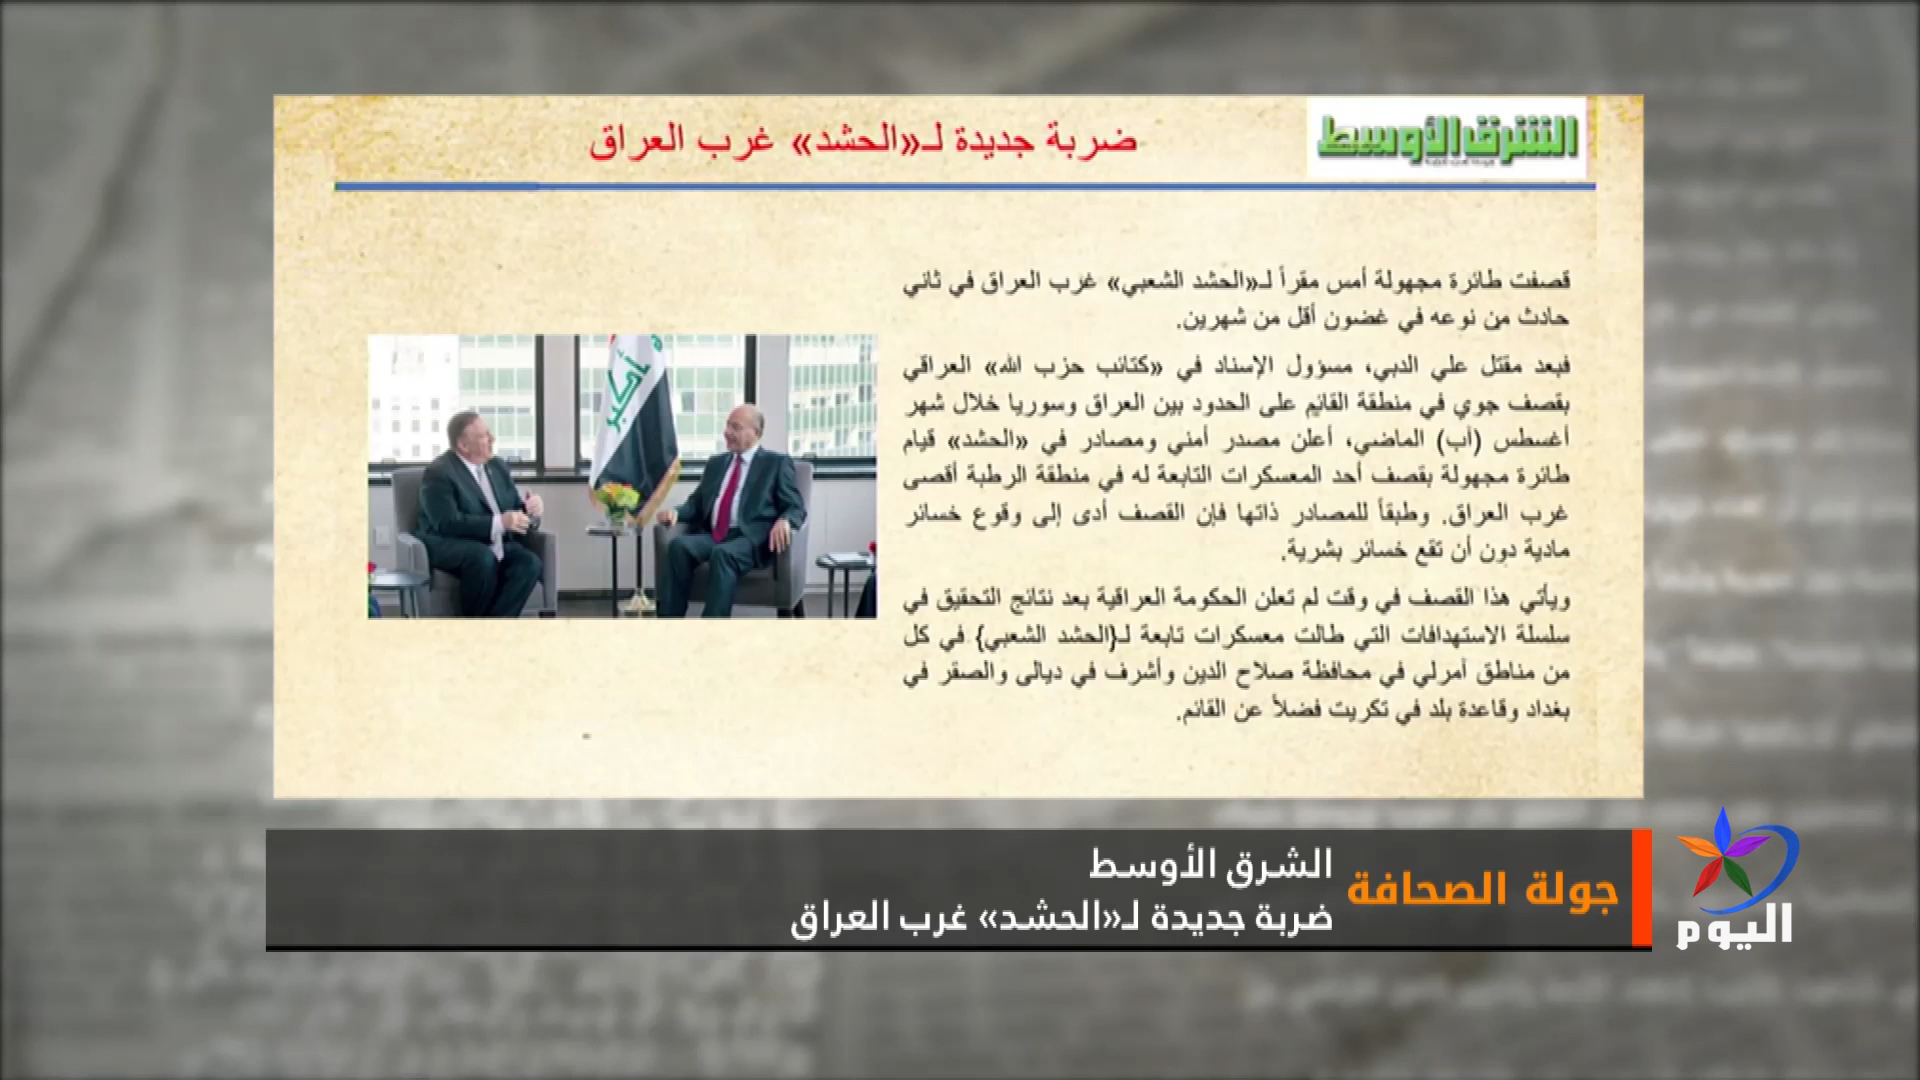 ضربة جديدة لـ«الحشد» غرب العراق
الشرق الأوسط
قصفت طائرة مجهولة أمس مقراً لـ«الحشد الشعبي» غرب العراق في ثاني
حادث من نوعه في غضون أقل من شهرين.
فبعد مقتل علي الدبي، مسؤول الإسناد في «كتائب حزب الله» العراقي
بقصف جوي في منطقة القائم على الحدود بين العراق وسوريا خلال شهر
أغسطس (آب) الماضي، أعلن مصدر أمني ومصادر في «الحشد» قيام
طائرة مجهولة بقصف أحد المعسكرات التابعة له في منطقة الرطبة أقصى
غرب العراق. وطبقاً للمصادر ذاتها فإن القصف أدى إلى وقوع خسائر
مادية دون أن تقع خسائر بشرية.
ويأتي هذا القصف في وقت لم تعلن الحكومة العراقية بعد نتائج التحقيق في
سلسلة الاستهدافات التي طالت معسكرات تابعة لـ{الحشد الشعبي} في كل
من مناطق آمرلي في محافظة صلاح الدين وأشرف في ديالى والصقر في
بغداد وقاعدة بلد في تكريت فضلاً عن القائم.
جولة الصحافة
الشرق الأوسط
ضربة جديدة لـ«الحشد» غرب العراق
اليوم